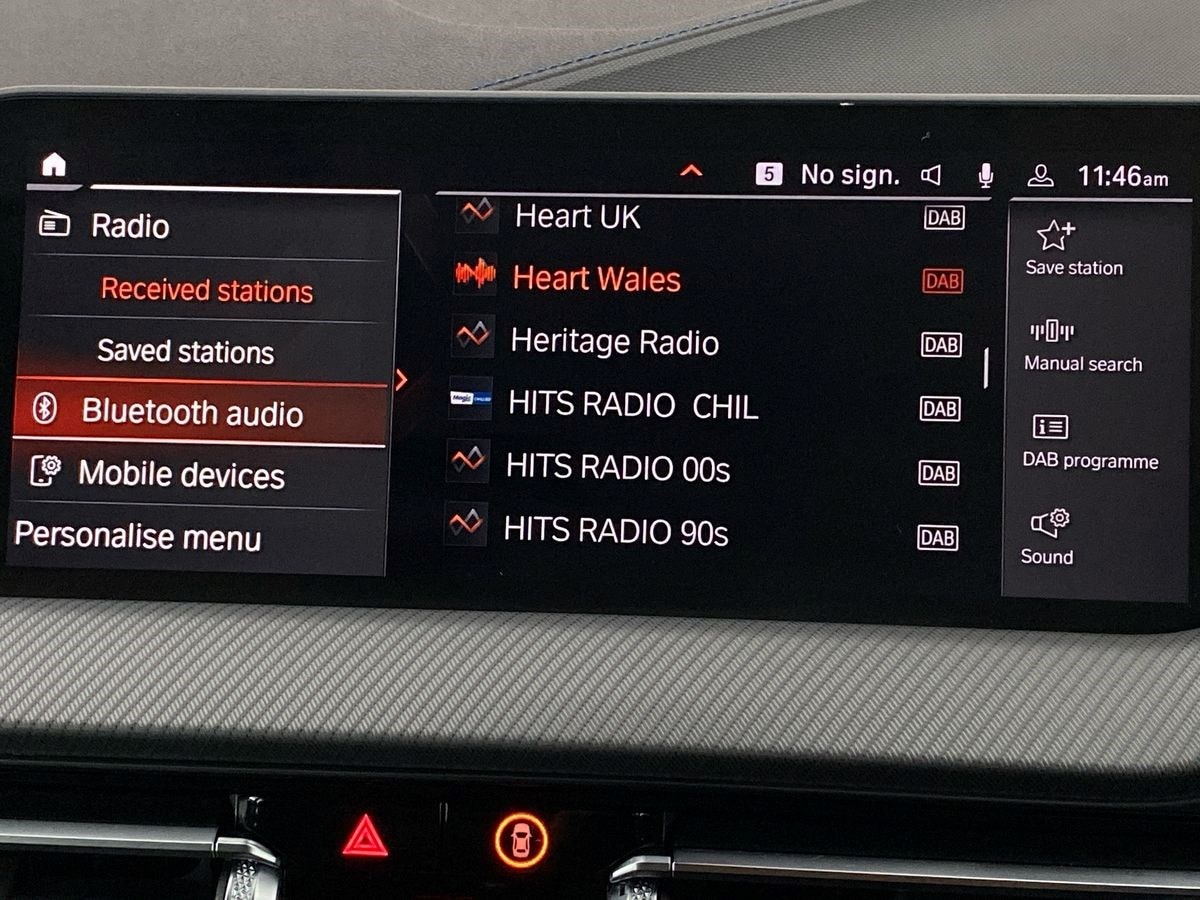 5 No sign. 11:46am
Radio
Received stations
Saved stations
Bluetooth audio
Mobile devices
Personalise menu
Heart UK DAB
Heart Wales DAB
Heritage Radio DAB
HITS RADIO CHIL DAB
HITS RADIO 00s DAB
HITS RADIO 90s DAB
Save station
Manual search
DAB programme
Sound